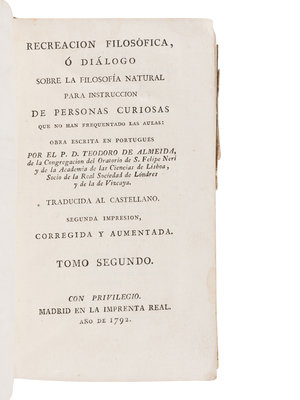 RECREACION FILOSÓFICA,
Ó DIÁLOGO
SOBRE LA FILOSOFÍA NATURAL
PARA INSTRUCCION
DE PERSONAS CURIOSAS
QUE NO HAN FREQUENTADO LAS AULAS:
OBRA ESCRITA EN PORTUGUES
POR EL P. D. TEODORO DE ALMEIDA,
de la Congregacion del Oratorio de S. Felipe Neri
y de la Academia de las Ciencias de Lisboa,
Socio de la Real Sociedad de Lóndres
y de la de Vizcaya.
TRADUCIDA AL CASTELLANO.
SEGUNDA IMPRESION,
CORREGIDA Y AUMENTADA.
TOMO SEGUNDO.
CON PRIVILEGIO.
MADRID EN LA IMPRENTA REAL.
AÑO DE 1792.